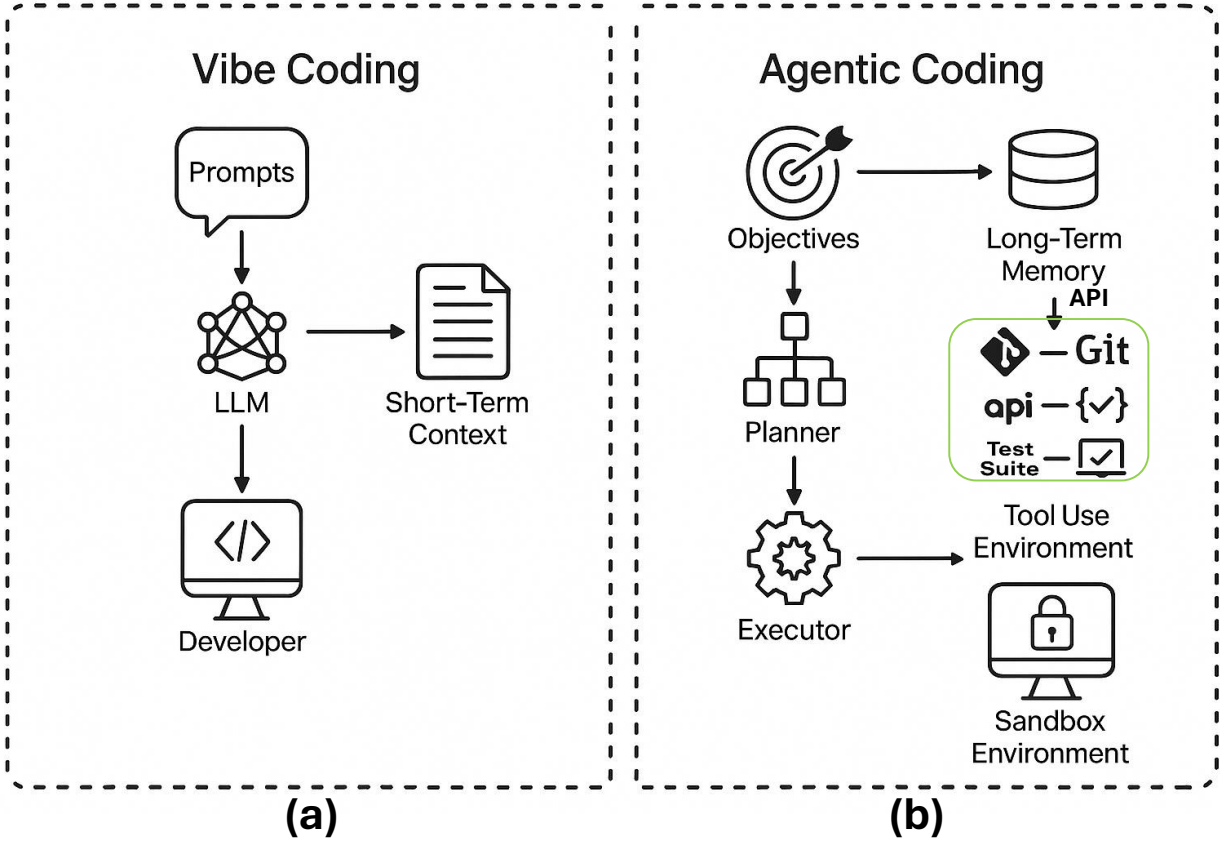 Vibe Coding
Prompts
LLM
Short-Term
Context
</>
Developer
(a)
Agentic Coding
Objectives
Long-Term
Memory
API
Git
api
{✓}
Test
Suite
Planner
Tool Use
Environment
Executor
Sandbox
Environment
(b)